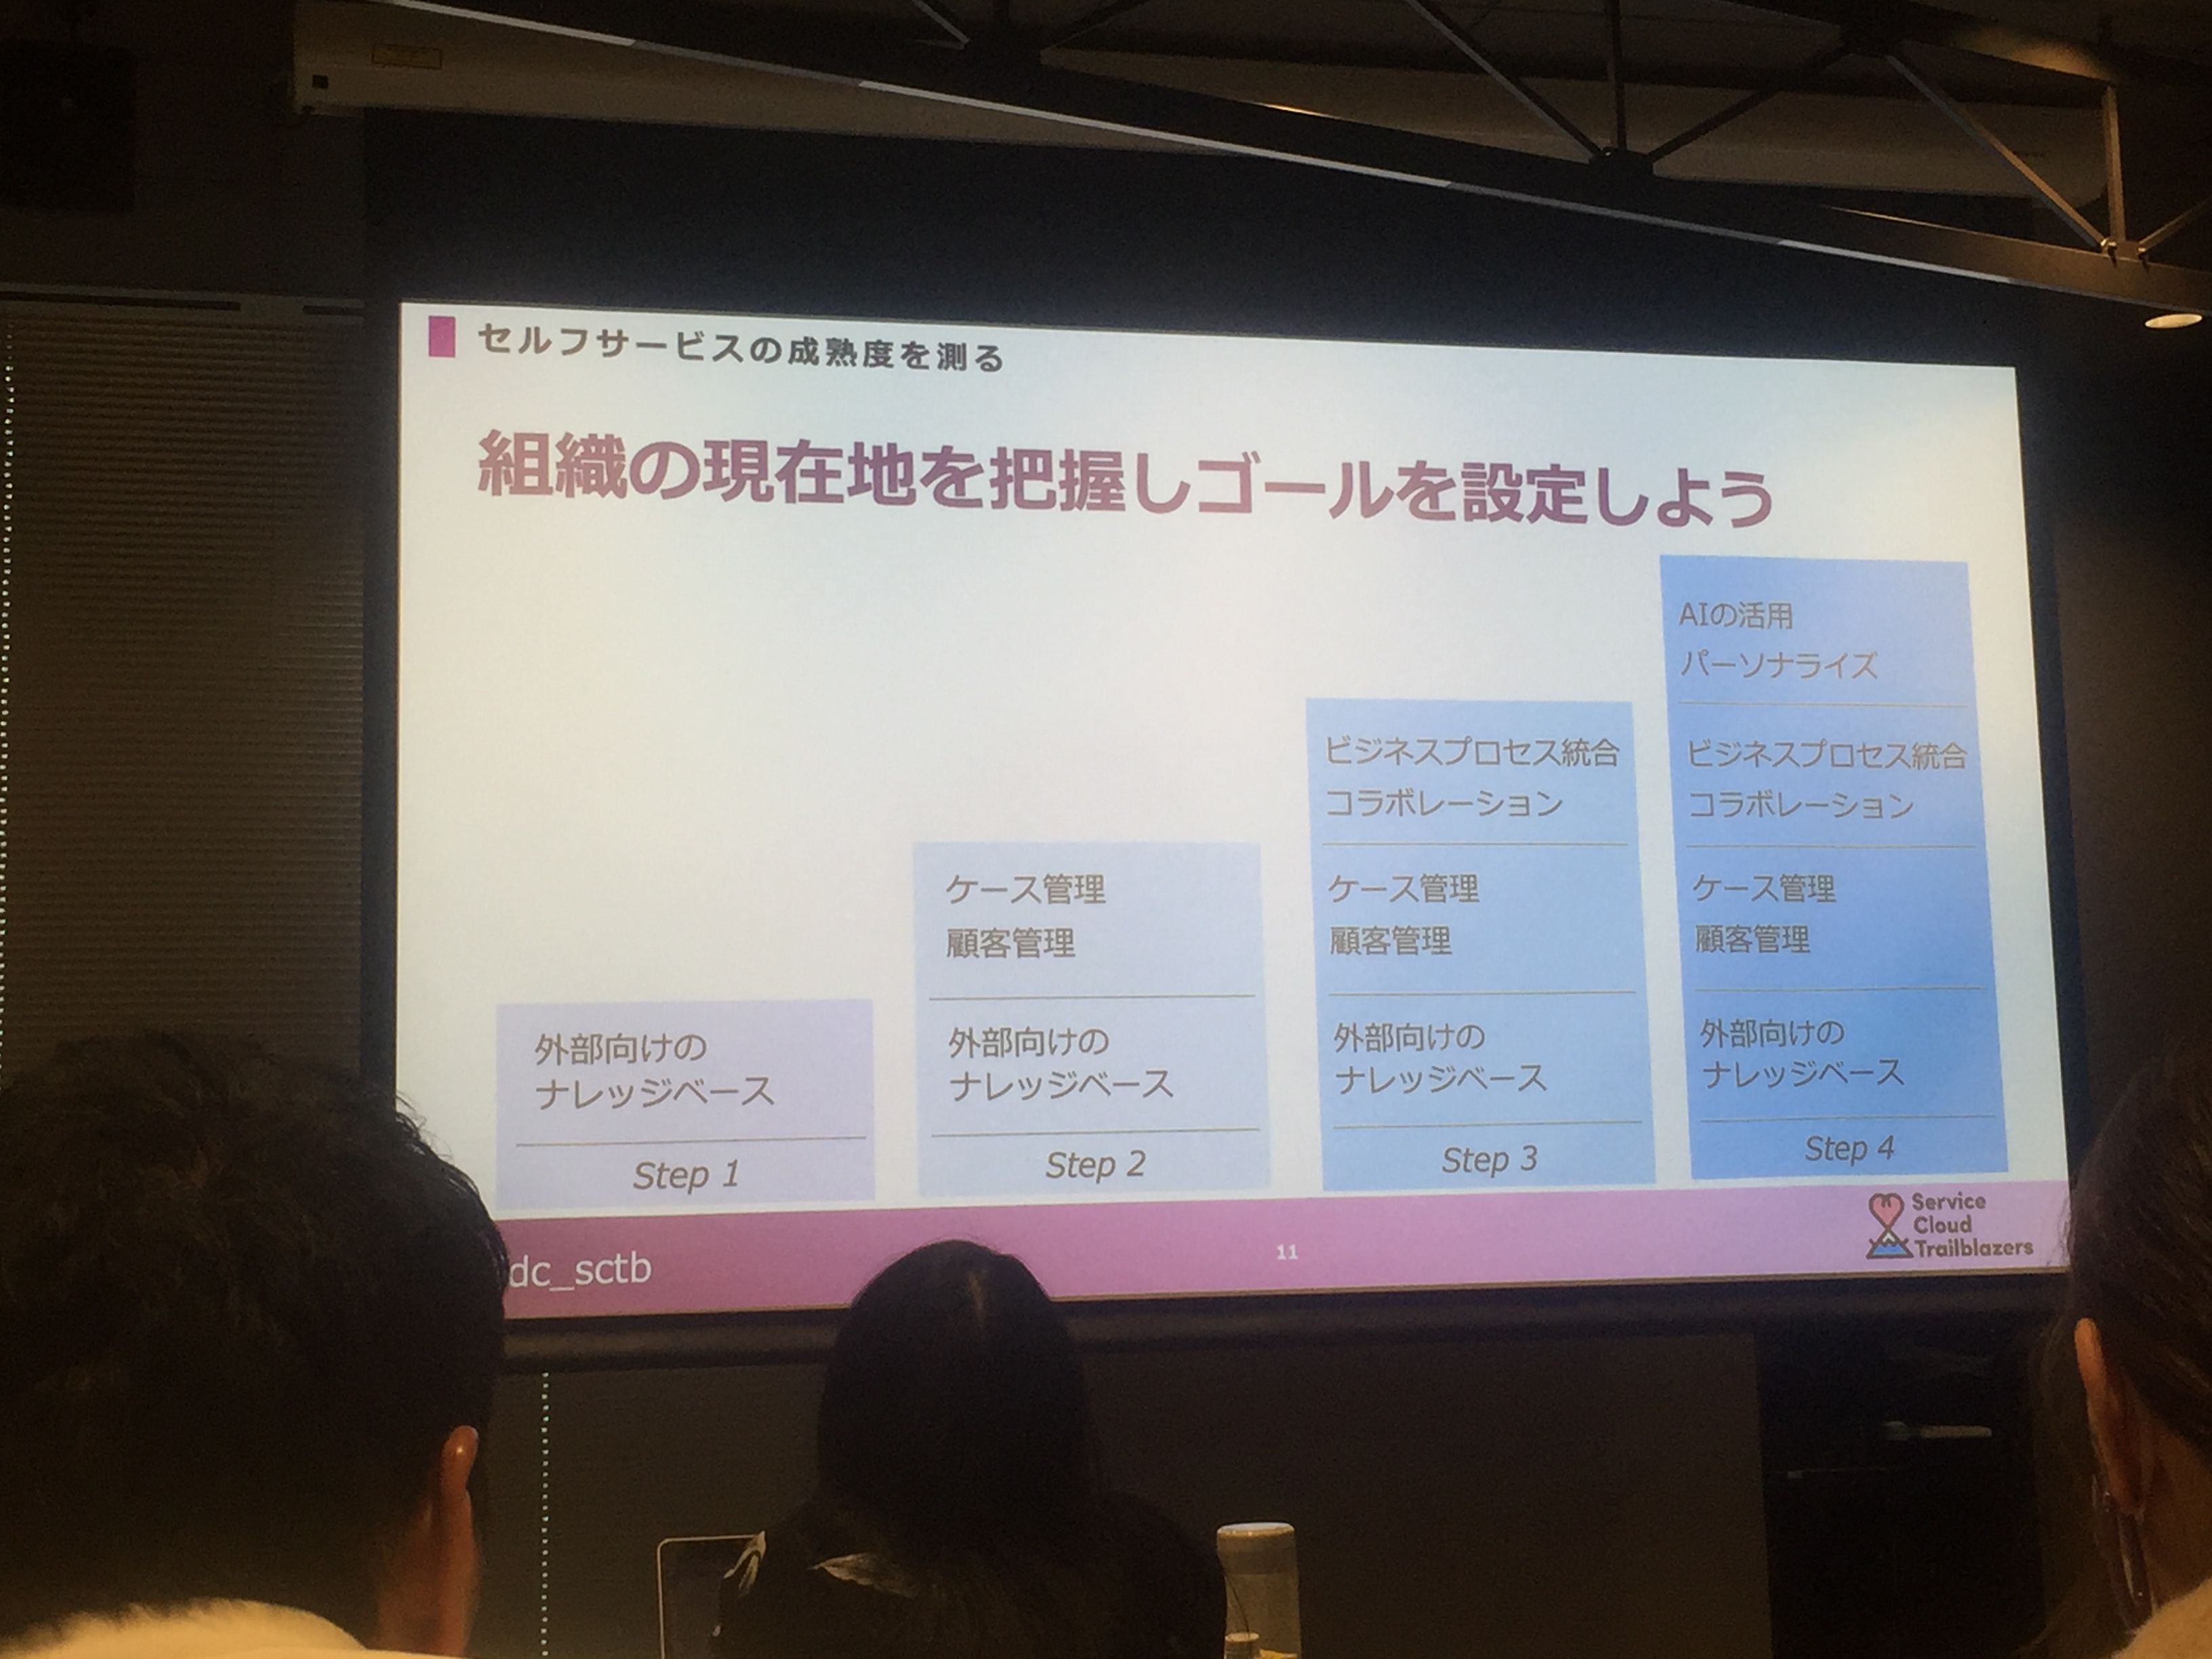 セルフサービスの成熟度を測る
組織の現在地を把握しゴールを設定しよう
外部向けの
ナレッジベース
Step 1
ケース管理
顧客管理
外部向けの
ナレッジベース
Step 2
ビジネスプロセス統合
コラボレーション
ケース管理
顧客管理
外部向けの
ナレッジベース
Step 3
AIの活用
パーソナライズ
ビジネスプロセス統合
コラボレーション
ケース管理
顧客管理
外部向けの
ナレッジベース
Step 4
dc_sctb
11
Service
Cloud
Trailblazers